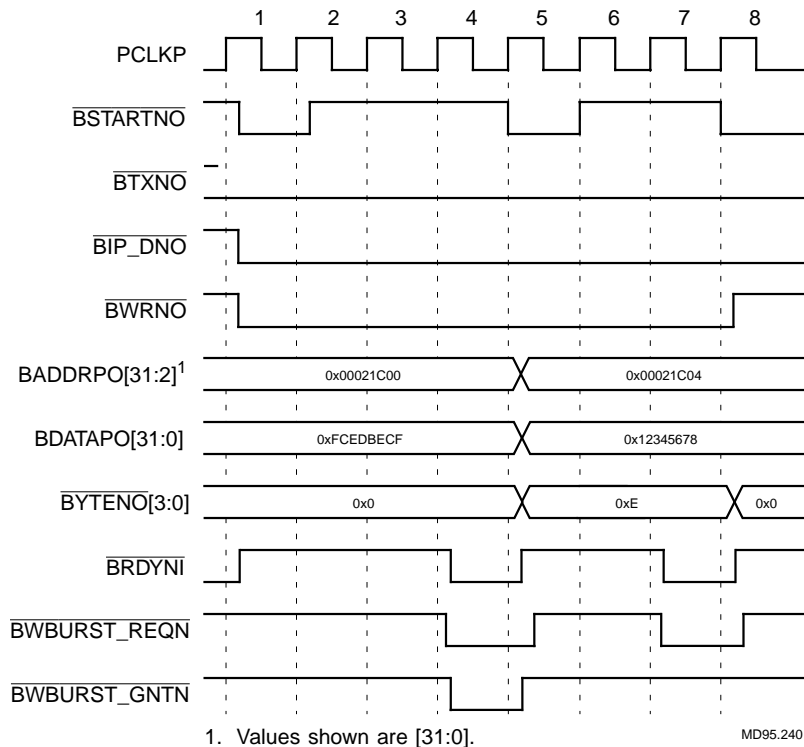 1 2 3 4 5 6 7 8
PCLKP
BSTARTNO
BTXNO
BIP_DNO
BWRNO
BADDRPO[31:2]1 0x00021C00 0x00021C04
BDATAPO[31:0] 0xFCEDBECF 0x12345678
BYTENO[3:0] 0x0 0xE 0x0
BRDYNI
BWBURST_REQN
BWBURST_GNTN
1. Values shown are [31:0]. MD95.240